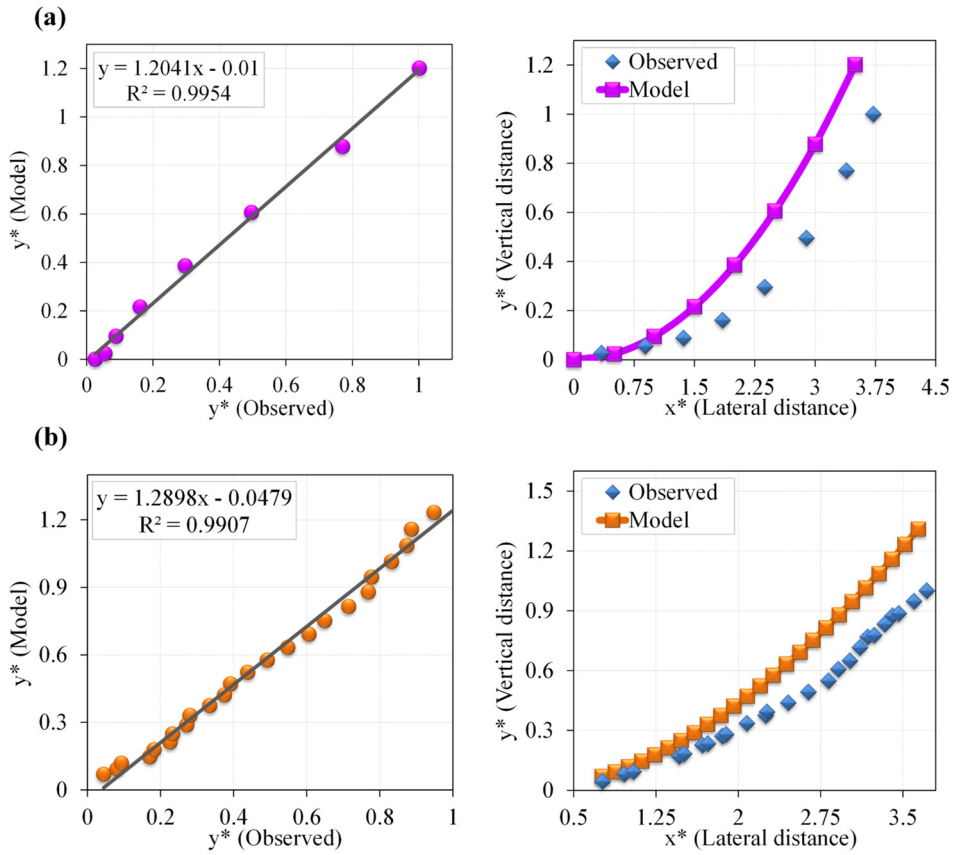 (a)
y = 1.2041x - 0.01
R² = 0.9954
y* (Model)
1.2
1
0.8
0.6
0.4
0.2
0
0
0.2
0.4
0.6
0.8
1
y* (Observed)
Observed
Model
y* (Vertical distance)
1.2
1
0.8
0.6
0.4
0.2
0
0
0.75
1.5
2.25
3
3.75
4.5
x* (Lateral distance)
(b)
y = 1.2898x - 0.0479
R² = 0.9907
y* (Model)
1.2
0.9
0.6
0.3
0
0
0.2
0.4
0.6
0.8
1
y* (Observed)
Observed
Model
y* (Vertical distance)
1.5
1.2
0.9
0.6
0.3
0
0.5
1.25
2
2.75
3.5
x* (Lateral distance)